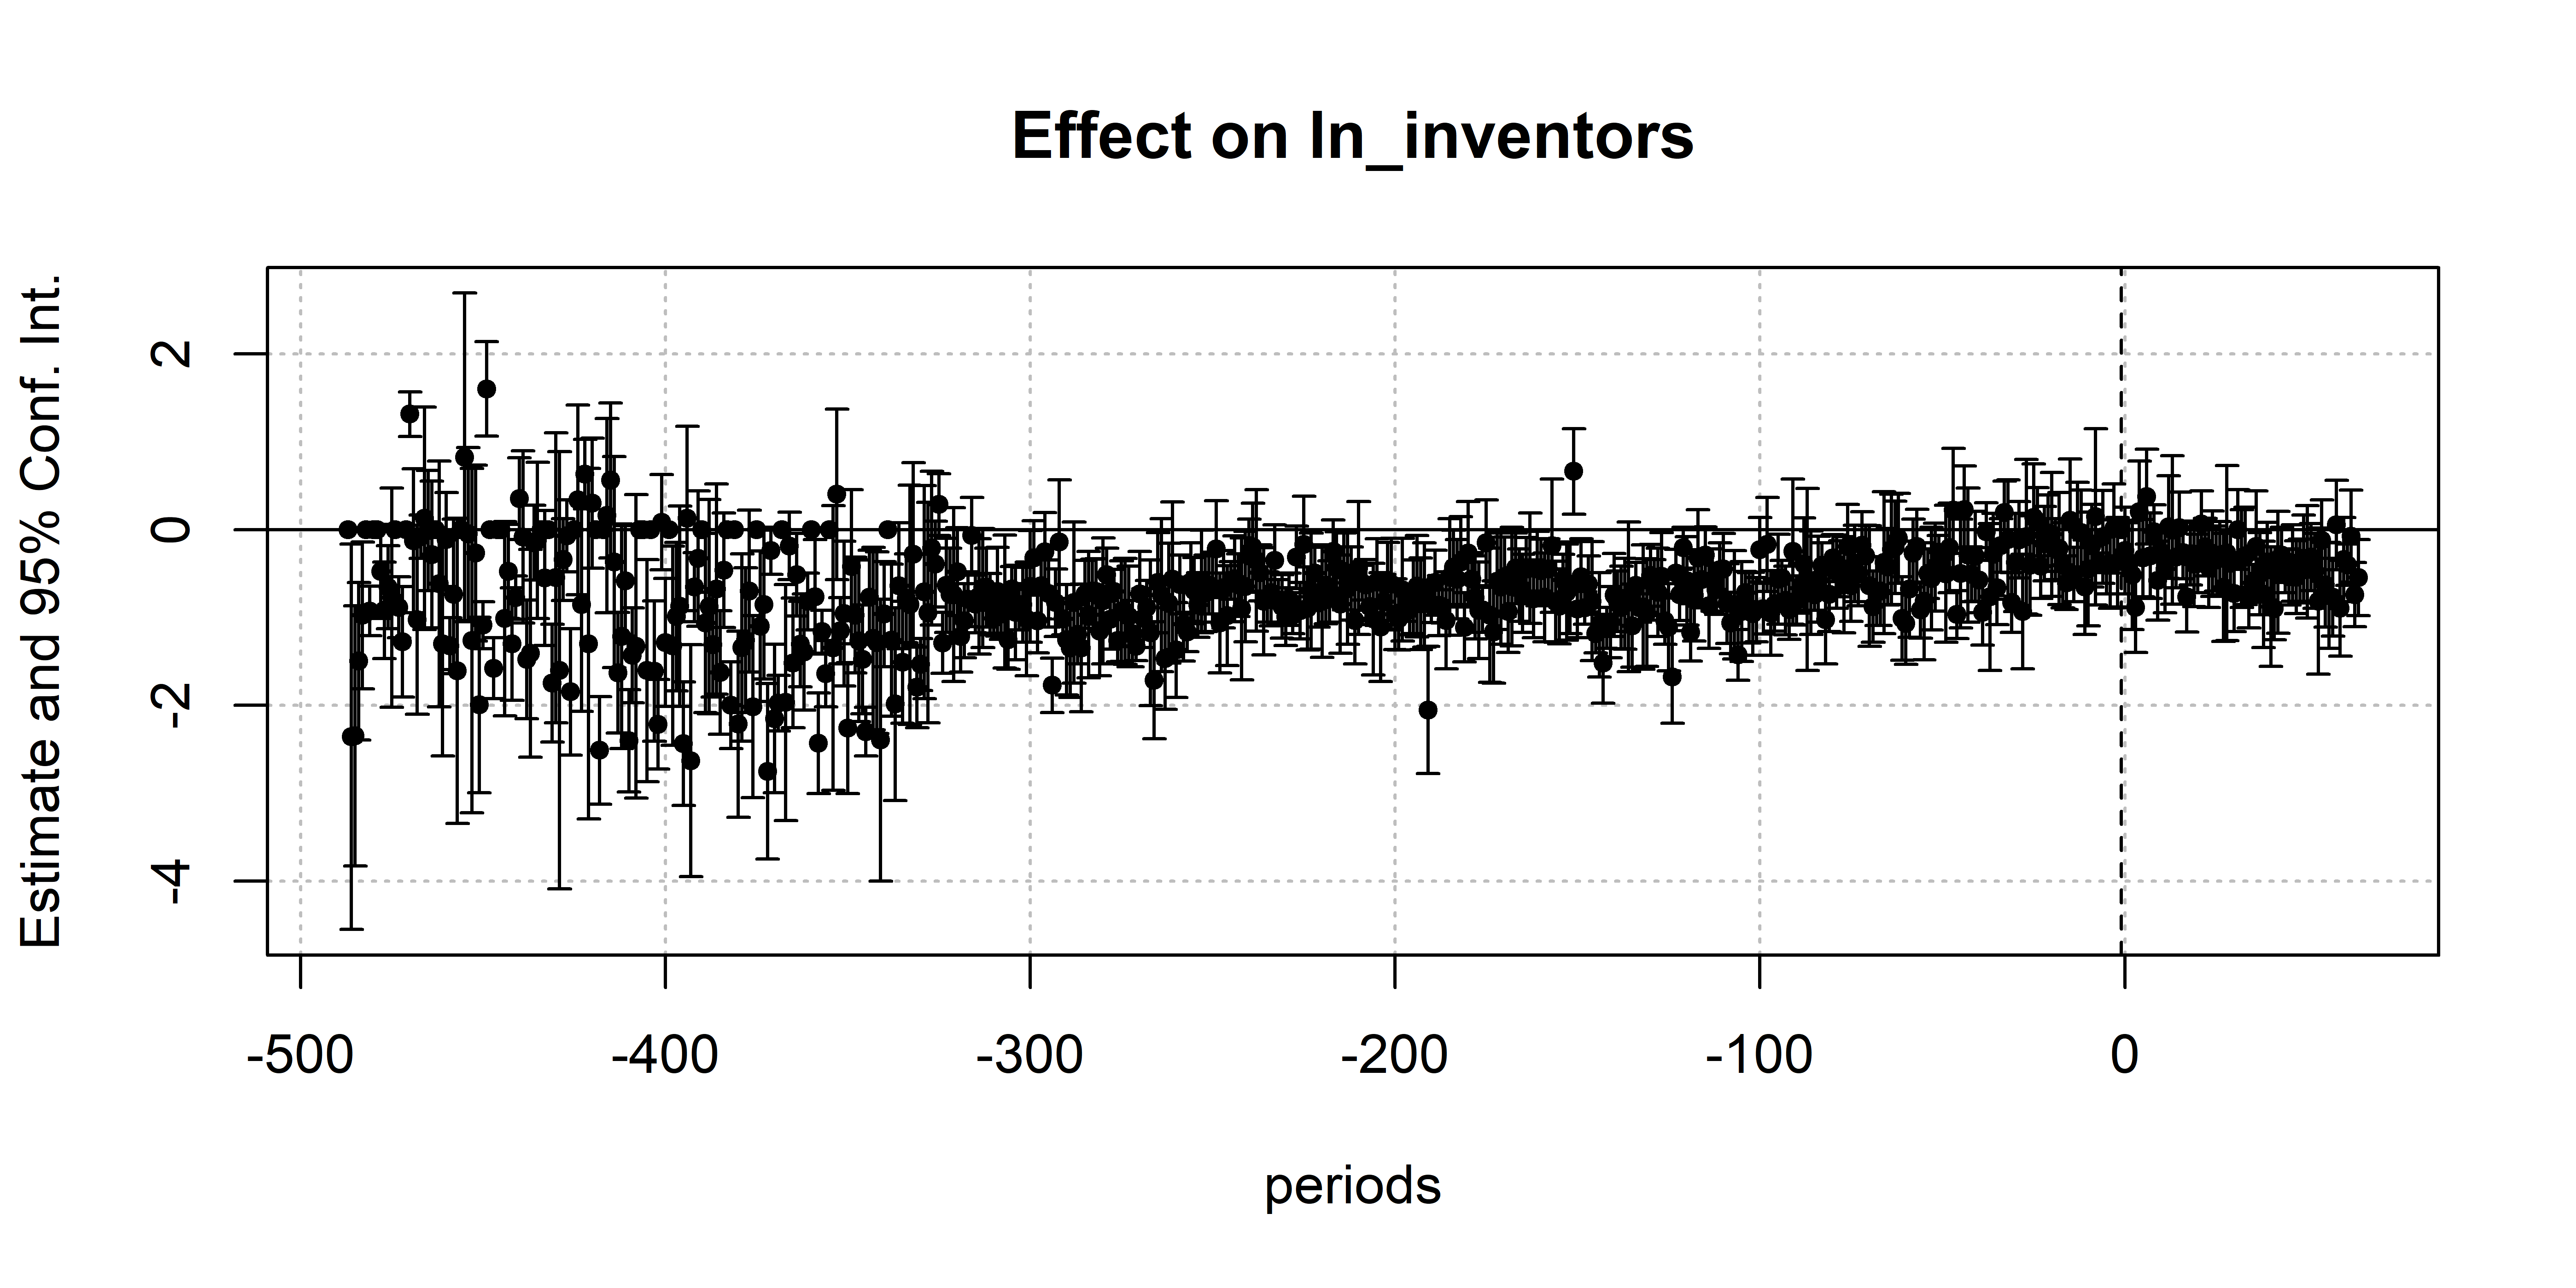 Effect on ln_inventors
Estimate and 95% Conf. Int.
2
0
-2
-4
-500 -400 -300 -200 -100 0
periods